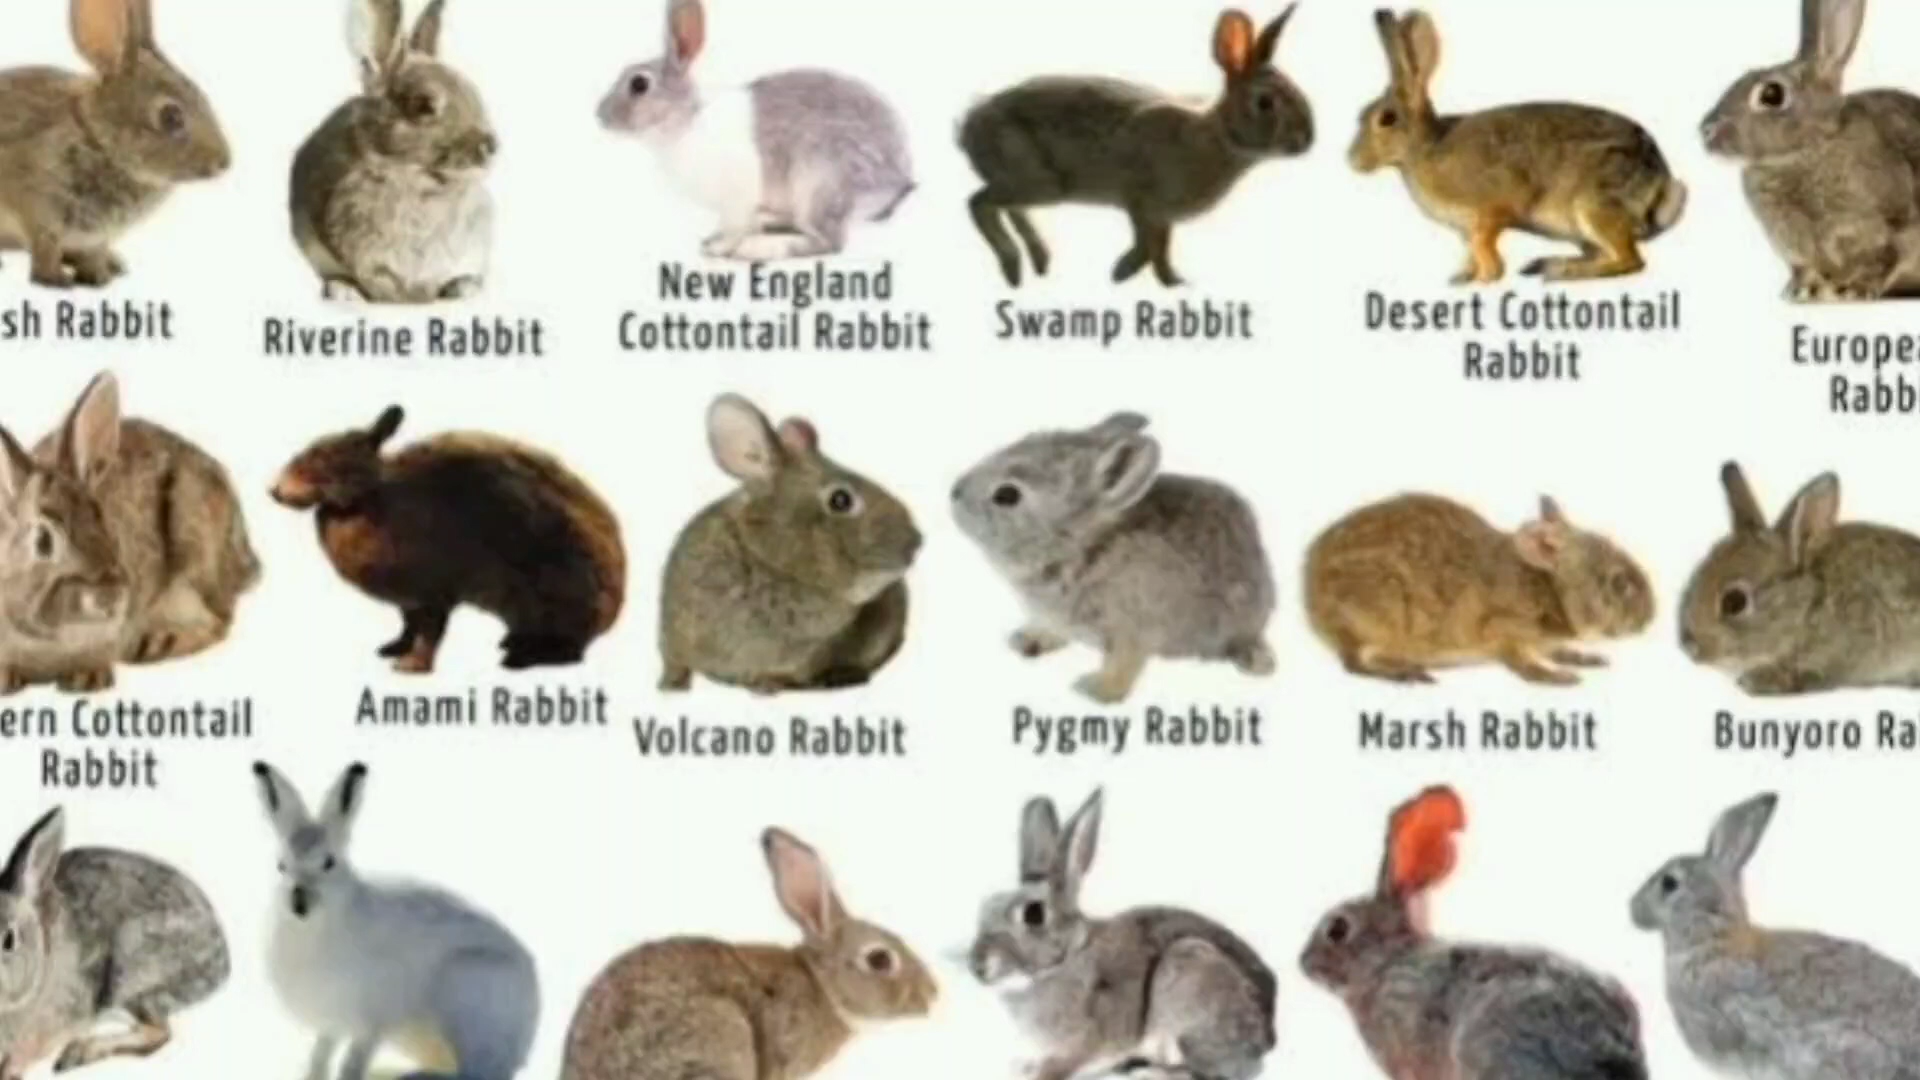 sh Rabbit
Riverine Rabbit
New England
Cottontail Rabbit
Swamp Rabbit
Desert Cottontail
Rabbit
Europe
Rabb
ern Cottontail
Rabbit
Amami Rabbit
Volcano Rabbit
Pygmy Rabbit
Marsh Rabbit
Bunyoro Ra